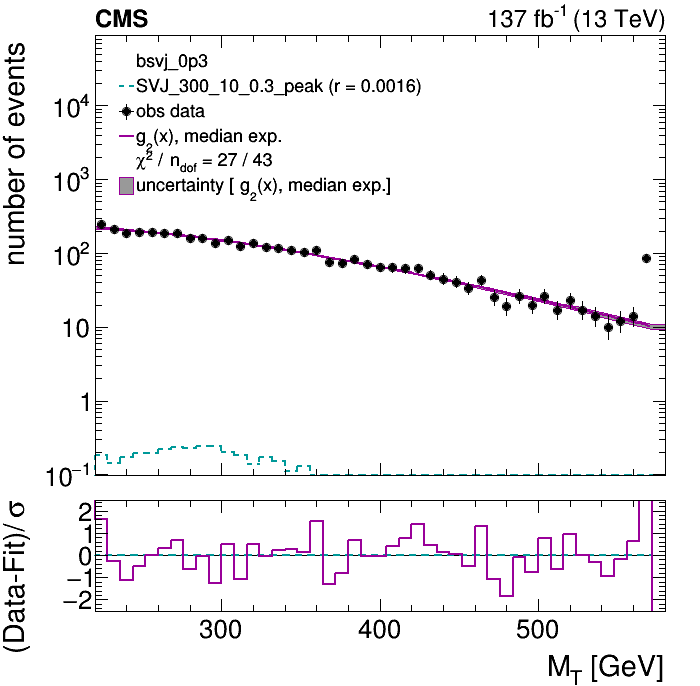 CMS 137 fb⁻¹ (13 TeV)
bsvj_0p3
SVJ_300_10_0.3_peak (r = 0.0016)
obs data
g₂(x), median exp.
χ² / n_dof = 27 / 43
uncertainty [ g₂(x), median exp.]
number of events
10⁴
10³
10²
10
1
10⁻¹
(Data-Fit)/ σ
2
1
0
−1
−2
300 400 500
M_T [GeV]